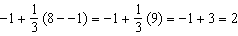 −1 + 1/3 (8 − −1) = −1 + 1/3 (9) = −1 + 3 = 2